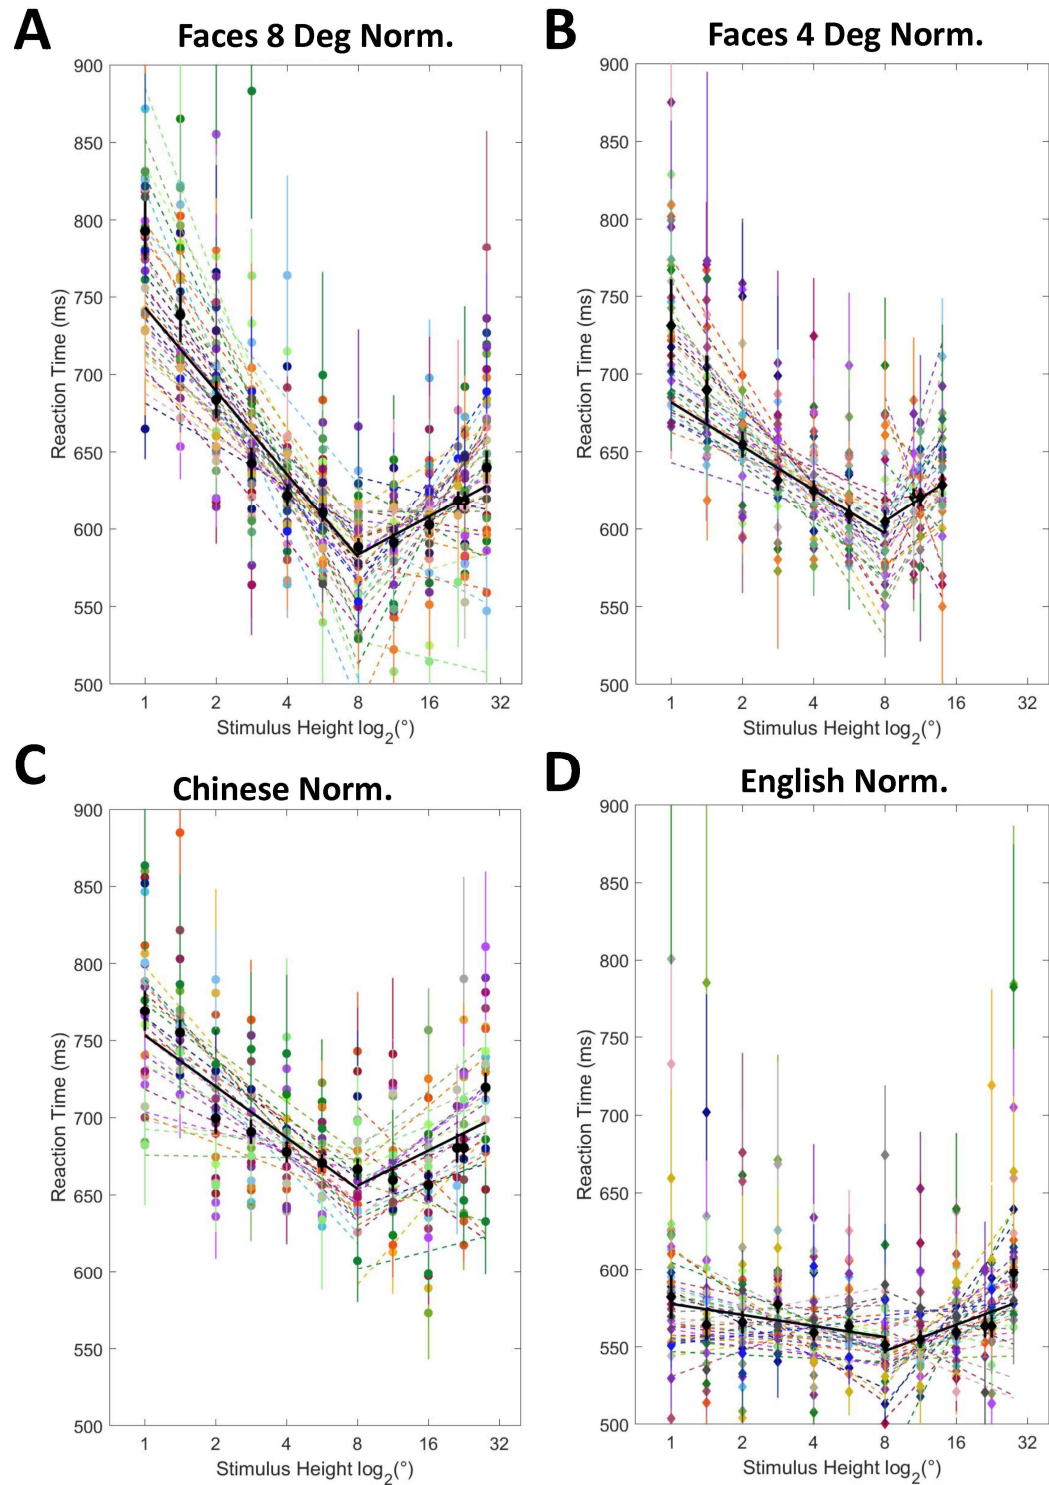 A
Faces 8 Deg Norm.
900
850
800
750
700
650
600
550
500
Reaction Time (ms)
1 2 4 8 16 32
Stimulus Height log2(°)
B
Faces 4 Deg Norm.
900
850
800
750
700
650
600
550
500
Reaction Time (ms)
1 2 4 8 16 32
Stimulus Height log2(°)
C
Chinese Norm.
900
850
800
750
700
650
600
550
500
Reaction Time (ms)
1 2 4 8 16 32
Stimulus Height log2(°)
D
English Norm.
900
850
800
750
700
650
600
550
500
Reaction Time (ms)
1 2 4 8 16 32
Stimulus Height log2(°)